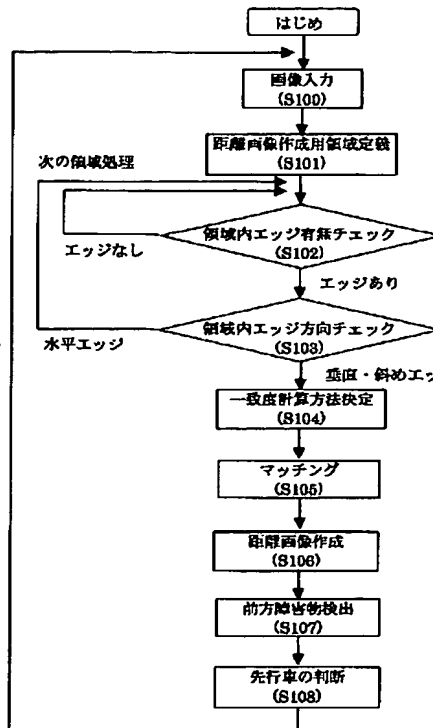 はじめ
画像入力
(S100)
距離画像作成用領域定義
(S101)
次の領域処理
領域内エッジ有無チェック
(S102)
エッジなし
エッジあり
領域内エッジ方向チェック
(S103)
水平エッジ
垂直・斜めエッ
一致度計算方法決定
(S104)
マッチング
(S105)
距離画像作成
(S106)
前方障害物検出
(S107)
先行車の判断
(S108)